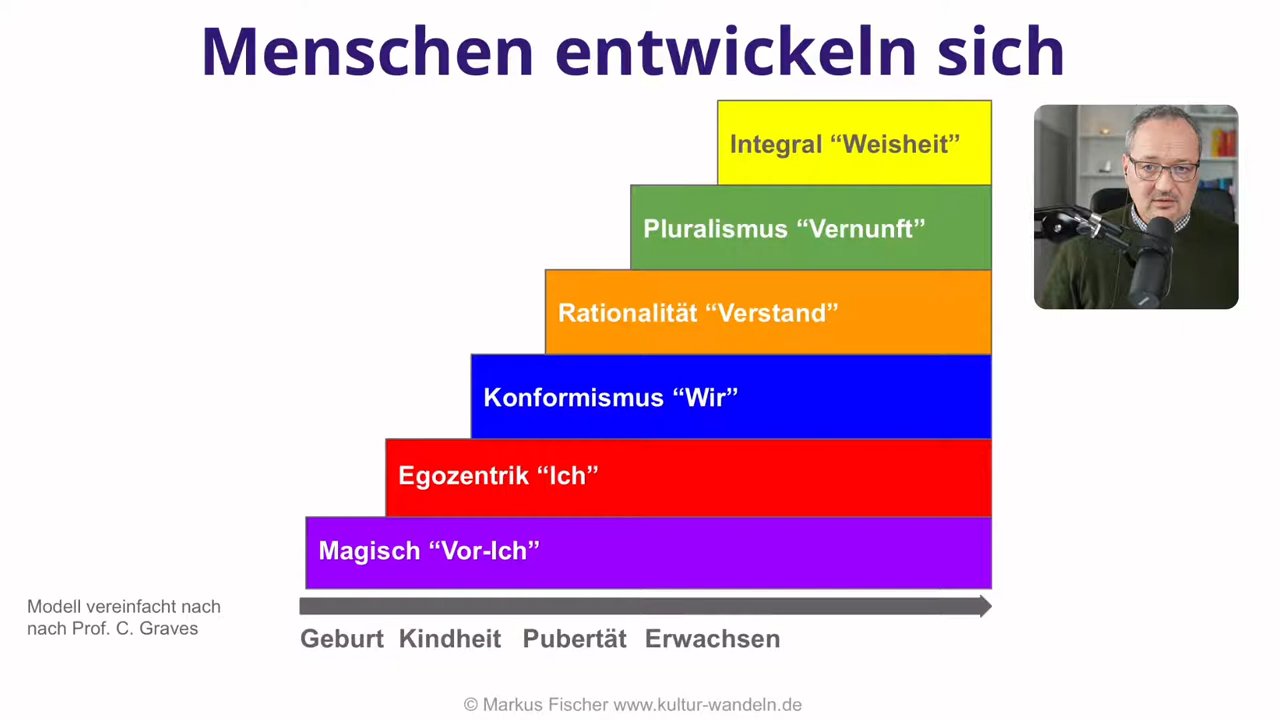 Menschen entwickeln sich
Integral “Weisheit”
Pluralismus “Vernunft”
Rationalität “Verstand”
Konformismus “Wir”
Egozentrik “Ich”
Magisch “Vor-Ich”
Modell vereinfacht nach
nach Prof. C. Graves
Geburt Kindheit Pubertät Erwachsen
© Markus Fischer www.kultur-wandeln.de